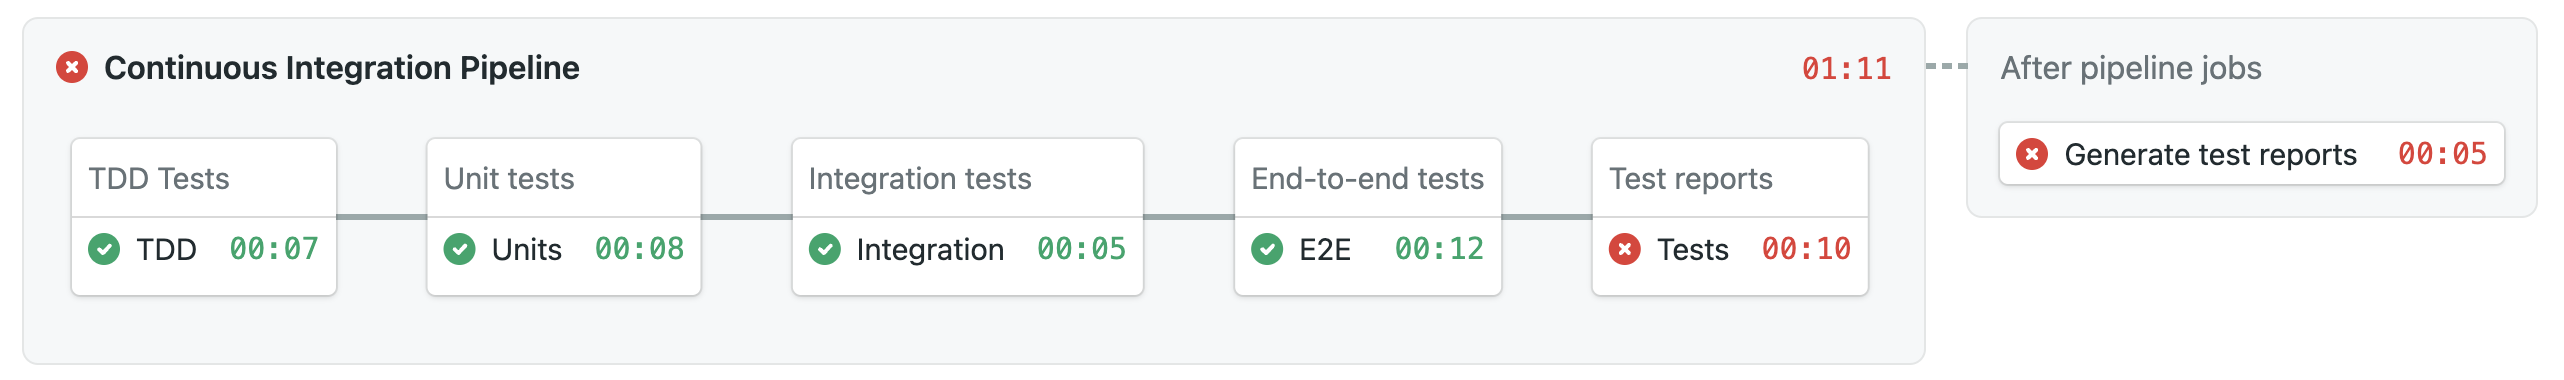 Continuous Integration Pipeline 01:11
TDD Tests
TDD 00:07
Unit tests
Units 00:08
Integration tests
Integration 00:05
End-to-end tests
E2E 00:12
Test reports
Tests 00:10
After pipeline jobs
Generate test reports 00:05